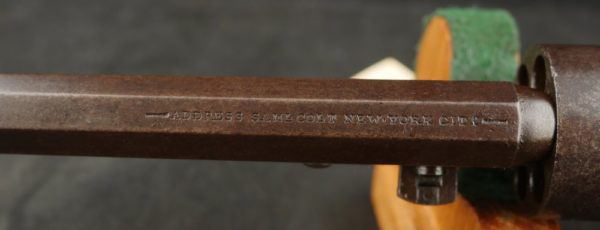 —ADDRESS SAML COLT NEW-YORK CITY—